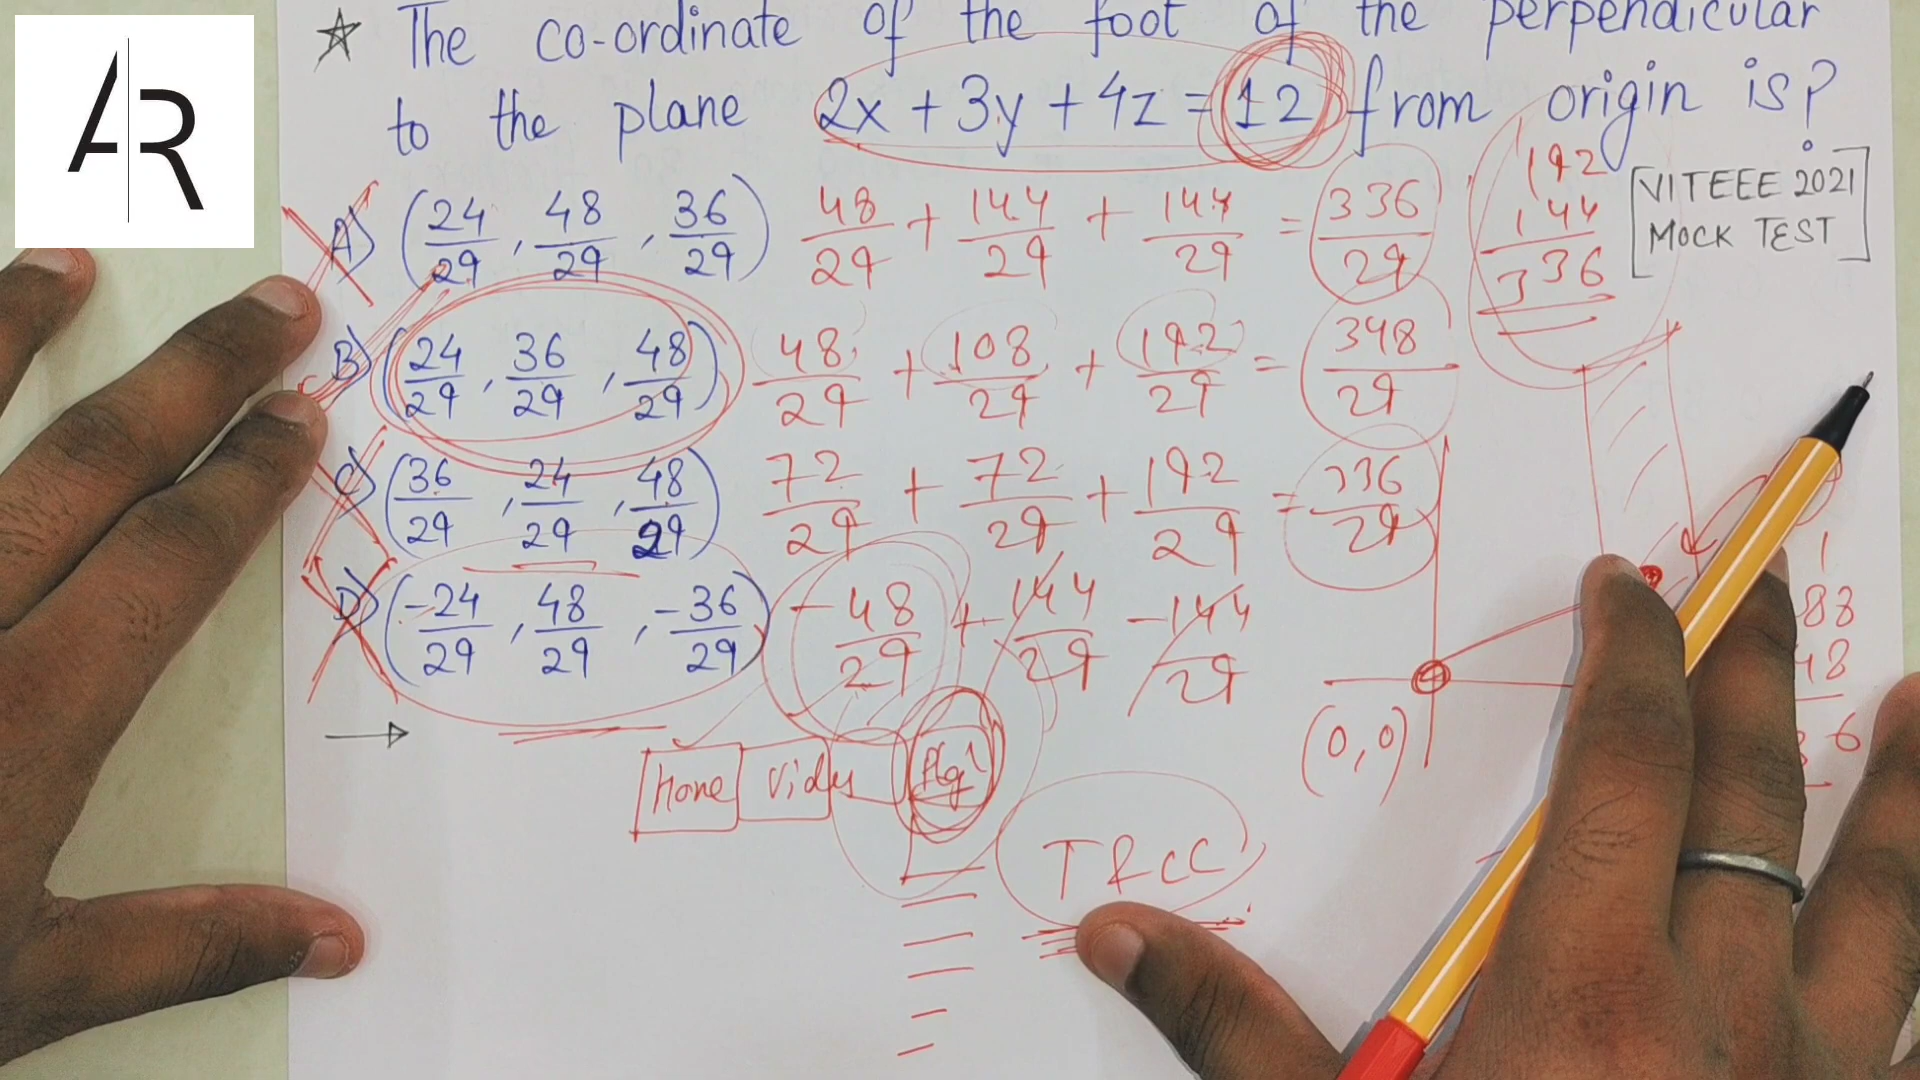 AR
☆ The co-ordinate of the foot of the perpendicular
to the plane 2x + 3y + 4z = 12 from origin is?
[VITEEE 2021
MOCK TEST]
A) (24/29, 48/29, 36/29) 48/29 + 144/29 + 144/29 = 336/29
192
144
336
B) (24/29, 36/29, 48/29) 48/29 + 108/29 + 192/29 = 348/29
C) (36/29, 24/29, 48/29) 72/29 + 72/29 + 192/29 = 336/29
D) (-24/29, 48/29, -36/29) -48/29 + 144/29 - 144/29
→
(0,0)
Home
TRCC